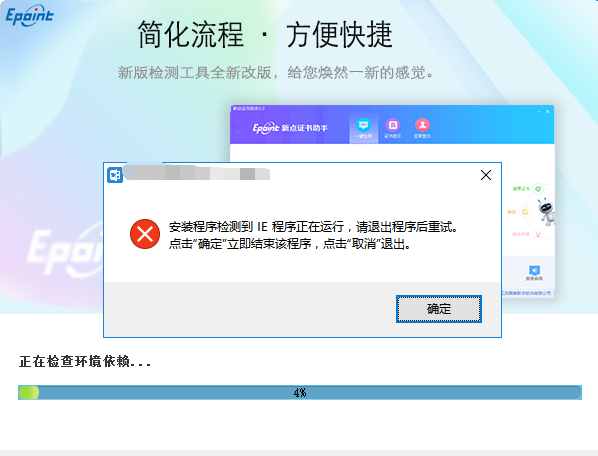 Epoint
简化流程 · 方便快捷
新版检测工具全新改版，给您焕然一新的感觉。
Epoint 新点证书助手
安装程序检测到 IE 程序正在运行，请退出程序后重试。
点击“确定”立即结束该程序，点击“取消”退出。
确定
正在检查环境依赖...
4%